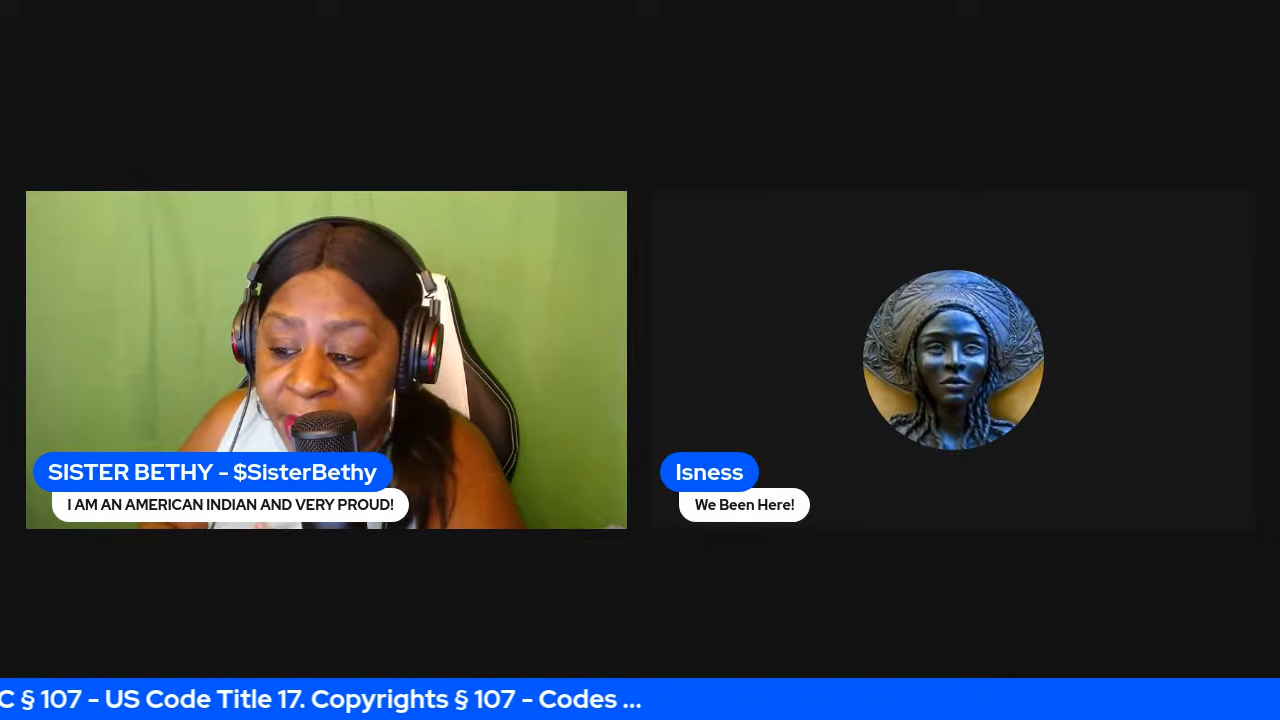 SISTER BETHY - $SisterBethy
I AM AN AMERICAN INDIAN AND VERY PROUD!
Isness
We Been Here!
C § 107 - US Code Title 17. Copyrights § 107 - Codes ...